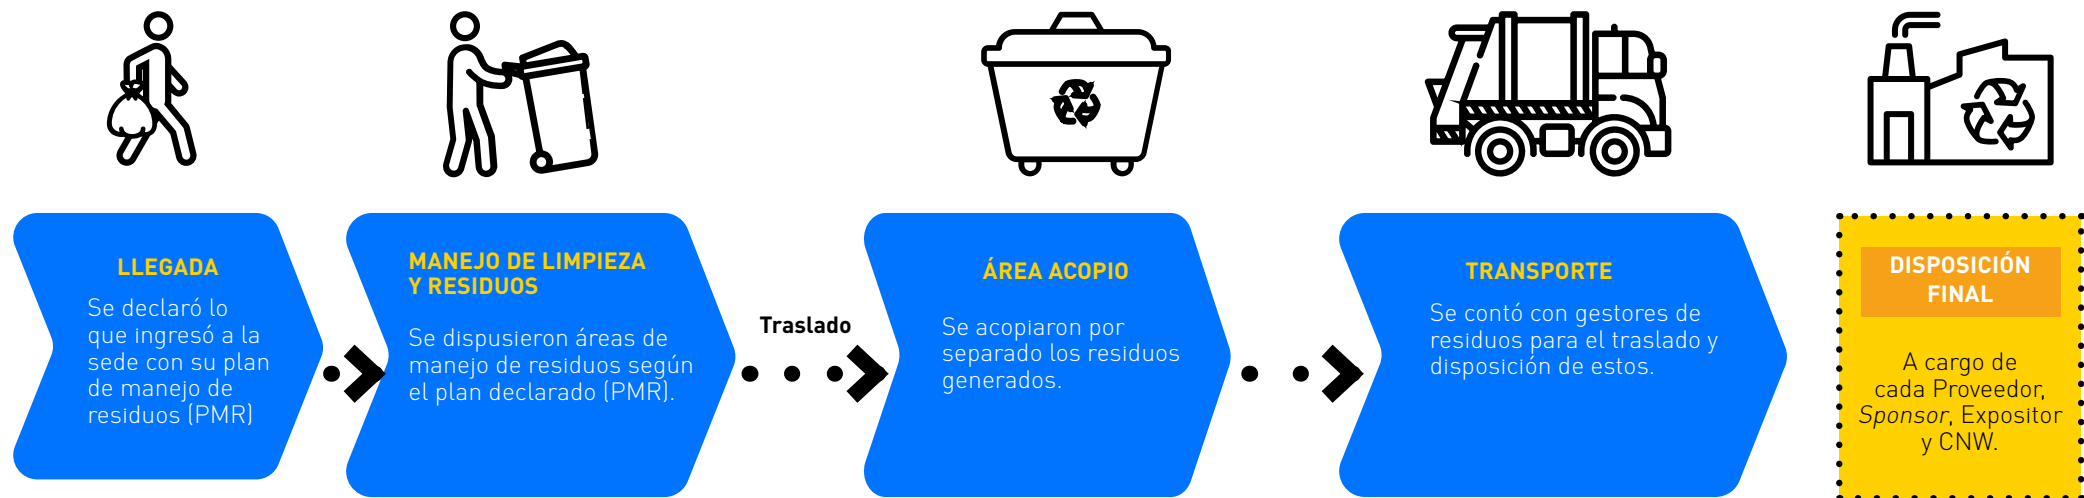 LLEGADA
Se declaró lo
que ingresó a la
sede con su plan
de manejo de
residuos (PMR)
MANEJO DE LIMPIEZA
Y RESIDUOS
Se dispusieron áreas de
manejo de residuos según
el plan declarado (PMR).
Traslado
ÁREA ACOPIO
Se acopiaron por
separado los residuos
generados.
TRANSPORTE
Se contó con gestores de
residuos para el traslado y
disposición de estos.
DISPOSICIÓN
FINAL
A cargo de
cada Proveedor,
Sponsor, Expositor
y CNW.